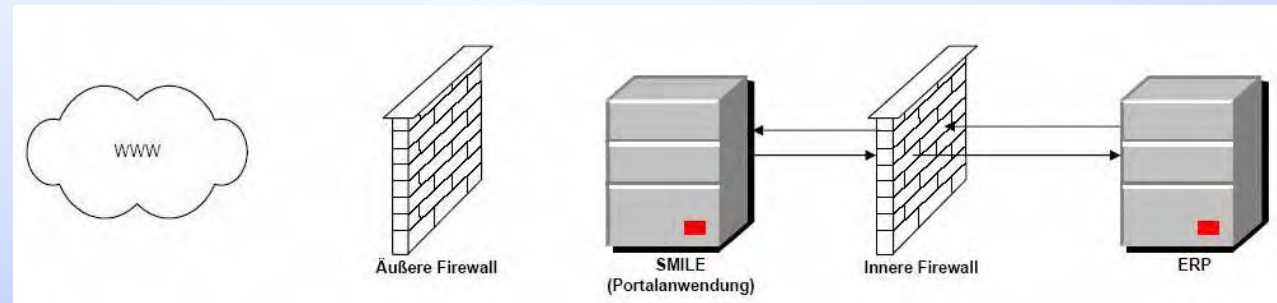 WWW
Äußere Firewall
SMILE
(Portalanwendung)
Innere Firewall
ERP